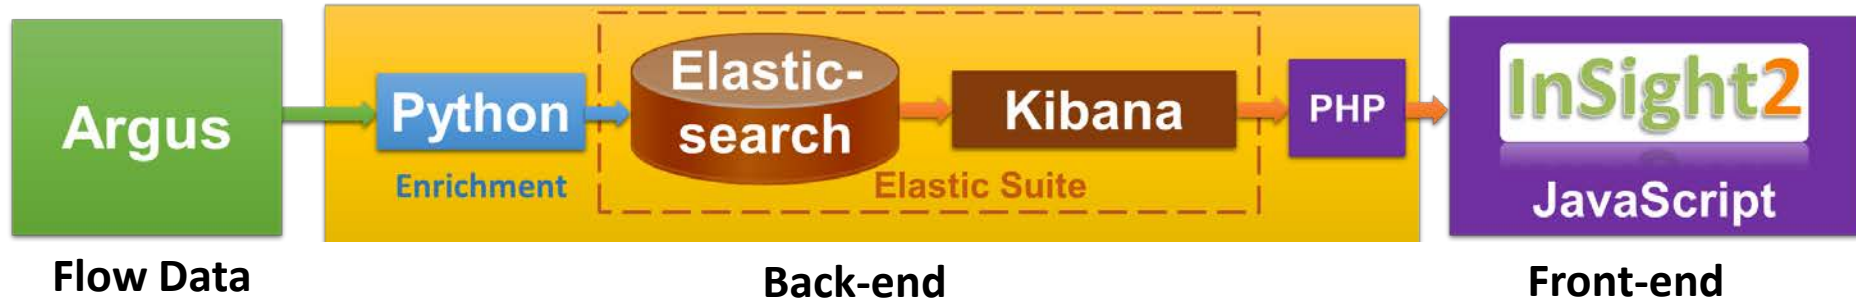 Argus
Python
Enrichment
Elastic-
search
Kibana
Elastic Suite
PHP
InSight2
JavaScript
Flow Data
Back-end
Front-end